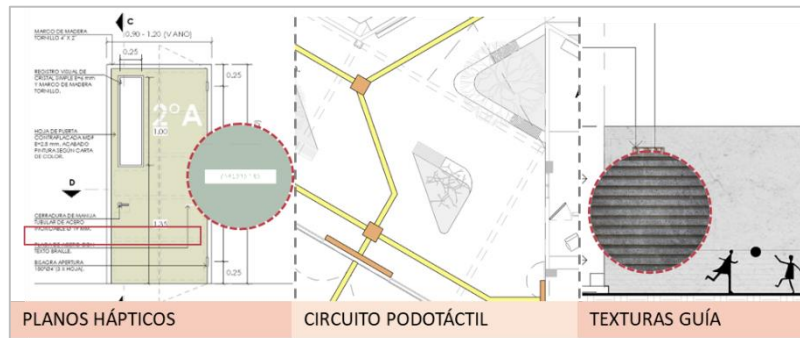 C
MARCO DE MADERA
TORNILLO 4" X 2"
0,90 - 1,20 (VANO)
0,25
0,25
REGISTRO VISUAL DE
CRISTAL SIMPLE E=6 mm
Y MARCO DE MADERA
TORNILLO.
2° A
1,00
HOJA DE PUERTA
CONTRAPLACADA MDF
PINTURA SEGÚN CARTA
DE COLOR.
D
CERRADURA DE MANIJA
TUBULAR DE ACERO
1,35
TEXTO BRAILLE.
BISAGRA APERTURA
0,25
PLANOS HÁPTICOS
CIRCUITO PODOTÁCTIL
TEXTURAS GUÍA